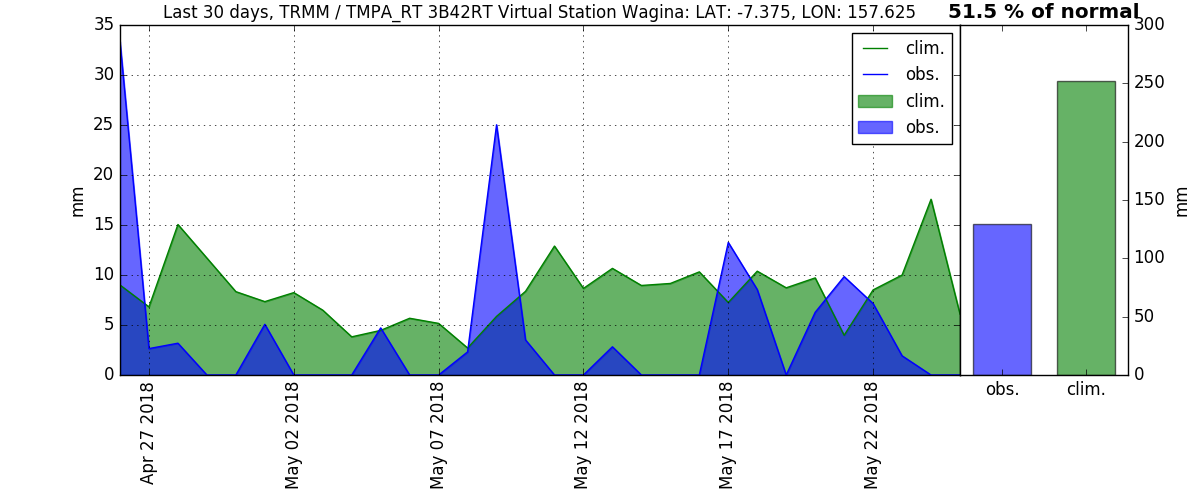 Last 30 days, TRMM / TMPA_RT 3B42RT Virtual Station Wagina: LAT: -7.375, LON: 157.625
51.5 % of normal
35
30
25
20
15
10
5
0
mm
clim.
obs.
clim.
obs.
Apr 27 2018
May 02 2018
May 07 2018
May 12 2018
May 17 2018
May 22 2018
300
250
200
150
100
50
0
mm
obs.
clim.